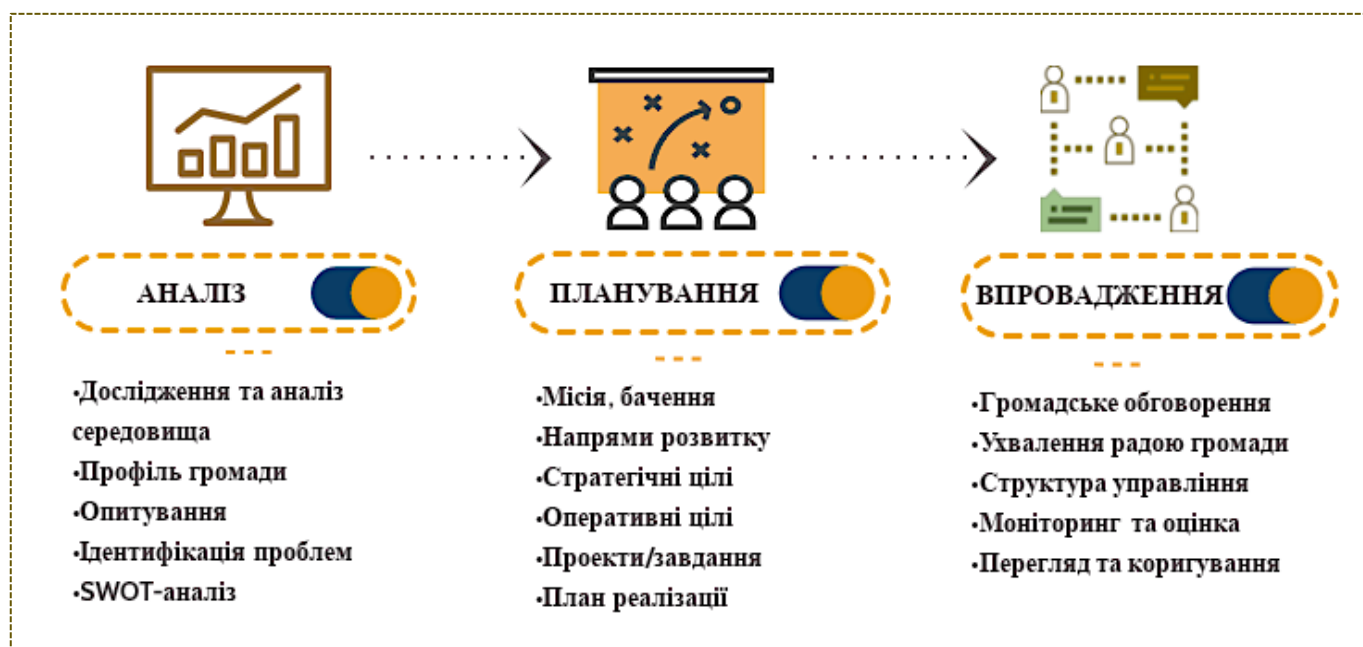 АНАЛІЗ
•Дослідження та аналіз
середовища
•Профіль громади
•Опитування
•Ідентифікація проблем
•SWOT-аналіз
ПЛАНУВАННЯ
•Місія, бачення
•Напрями розвитку
•Стратегічні цілі
•Оперативні цілі
•Проекти/завдання
•План реалізації
ВПРОВАДЖЕННЯ
•Громадське обговорення
•Ухвалення радою громади
•Структура управління
•Моніторинг та оцінка
•Перегляд та коригування